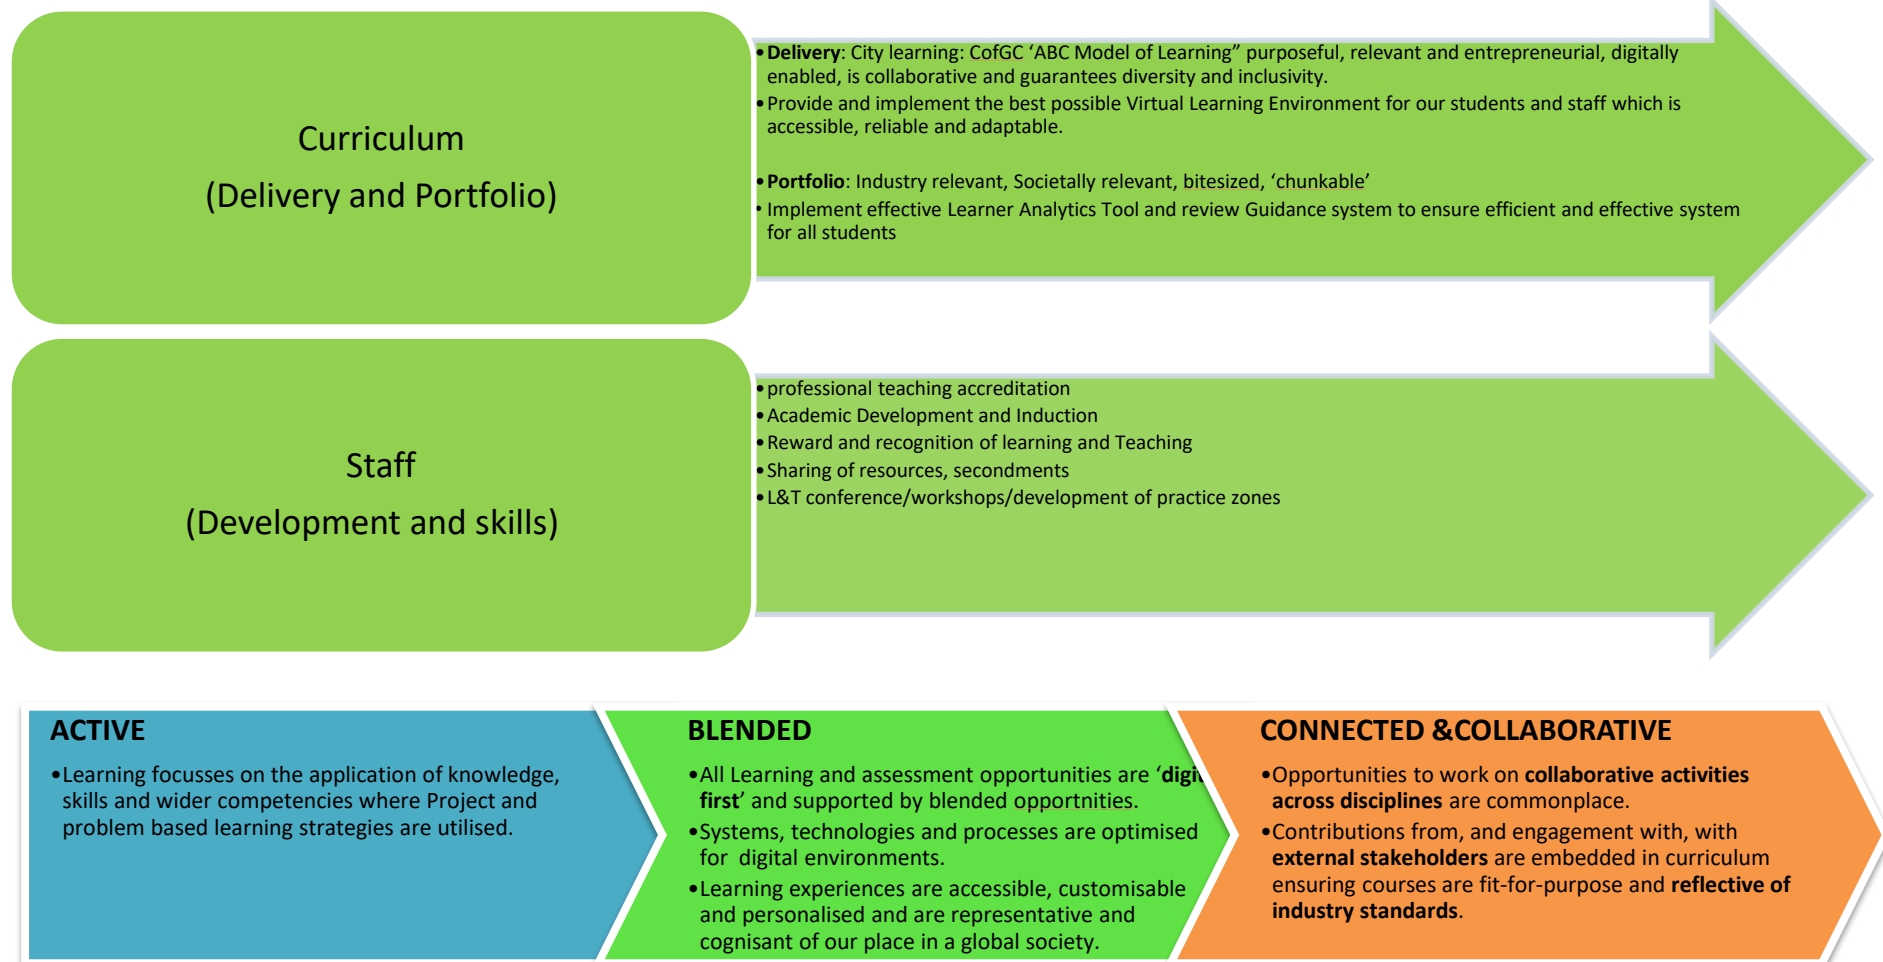 Curriculum
(Delivery and Portfolio)
•Delivery: City learning: CofGC ‘ABC Model of Learning” purposeful, relevant and entrepreneurial, digitally
enabled, is collaborative and guarantees diversity and inclusivity.
•Provide and implement the best possible Virtual Learning Environment for our students and staff which is
accessible, reliable and adaptable.
•Portfolio: Industry relevant, Societally relevant, bitesized, ‘chunkable’
• Implement effective Learner Analytics Tool and review Guidance system to ensure efficient and effective system
for all students
Staff
(Development and skills)
•professional teaching accreditation
•Academic Development and Induction
•Reward and recognition of learning and Teaching
•Sharing of resources, secondments
•L&T conference/workshops/development of practice zones
ACTIVE
•Learning focusses on the application of knowledge,
skills and wider competencies where Project and
problem based learning strategies are utilised.
BLENDED
•All Learning and assessment opportunities are ‘digi
first’ and supported by blended opportnities.
•Systems, technologies and processes are optimised
for digital environments.
•Learning experiences are accessible, customisable
and personalised and are representative and
cognisant of our place in a global society.
CONNECTED &COLLABORATIVE
•Opportunities to work on collaborative activities
across disciplines are commonplace.
•Contributions from, and engagement with, with
external stakeholders are embedded in curriculum
ensuring courses are fit-for-purpose and reflective of
industry standards.